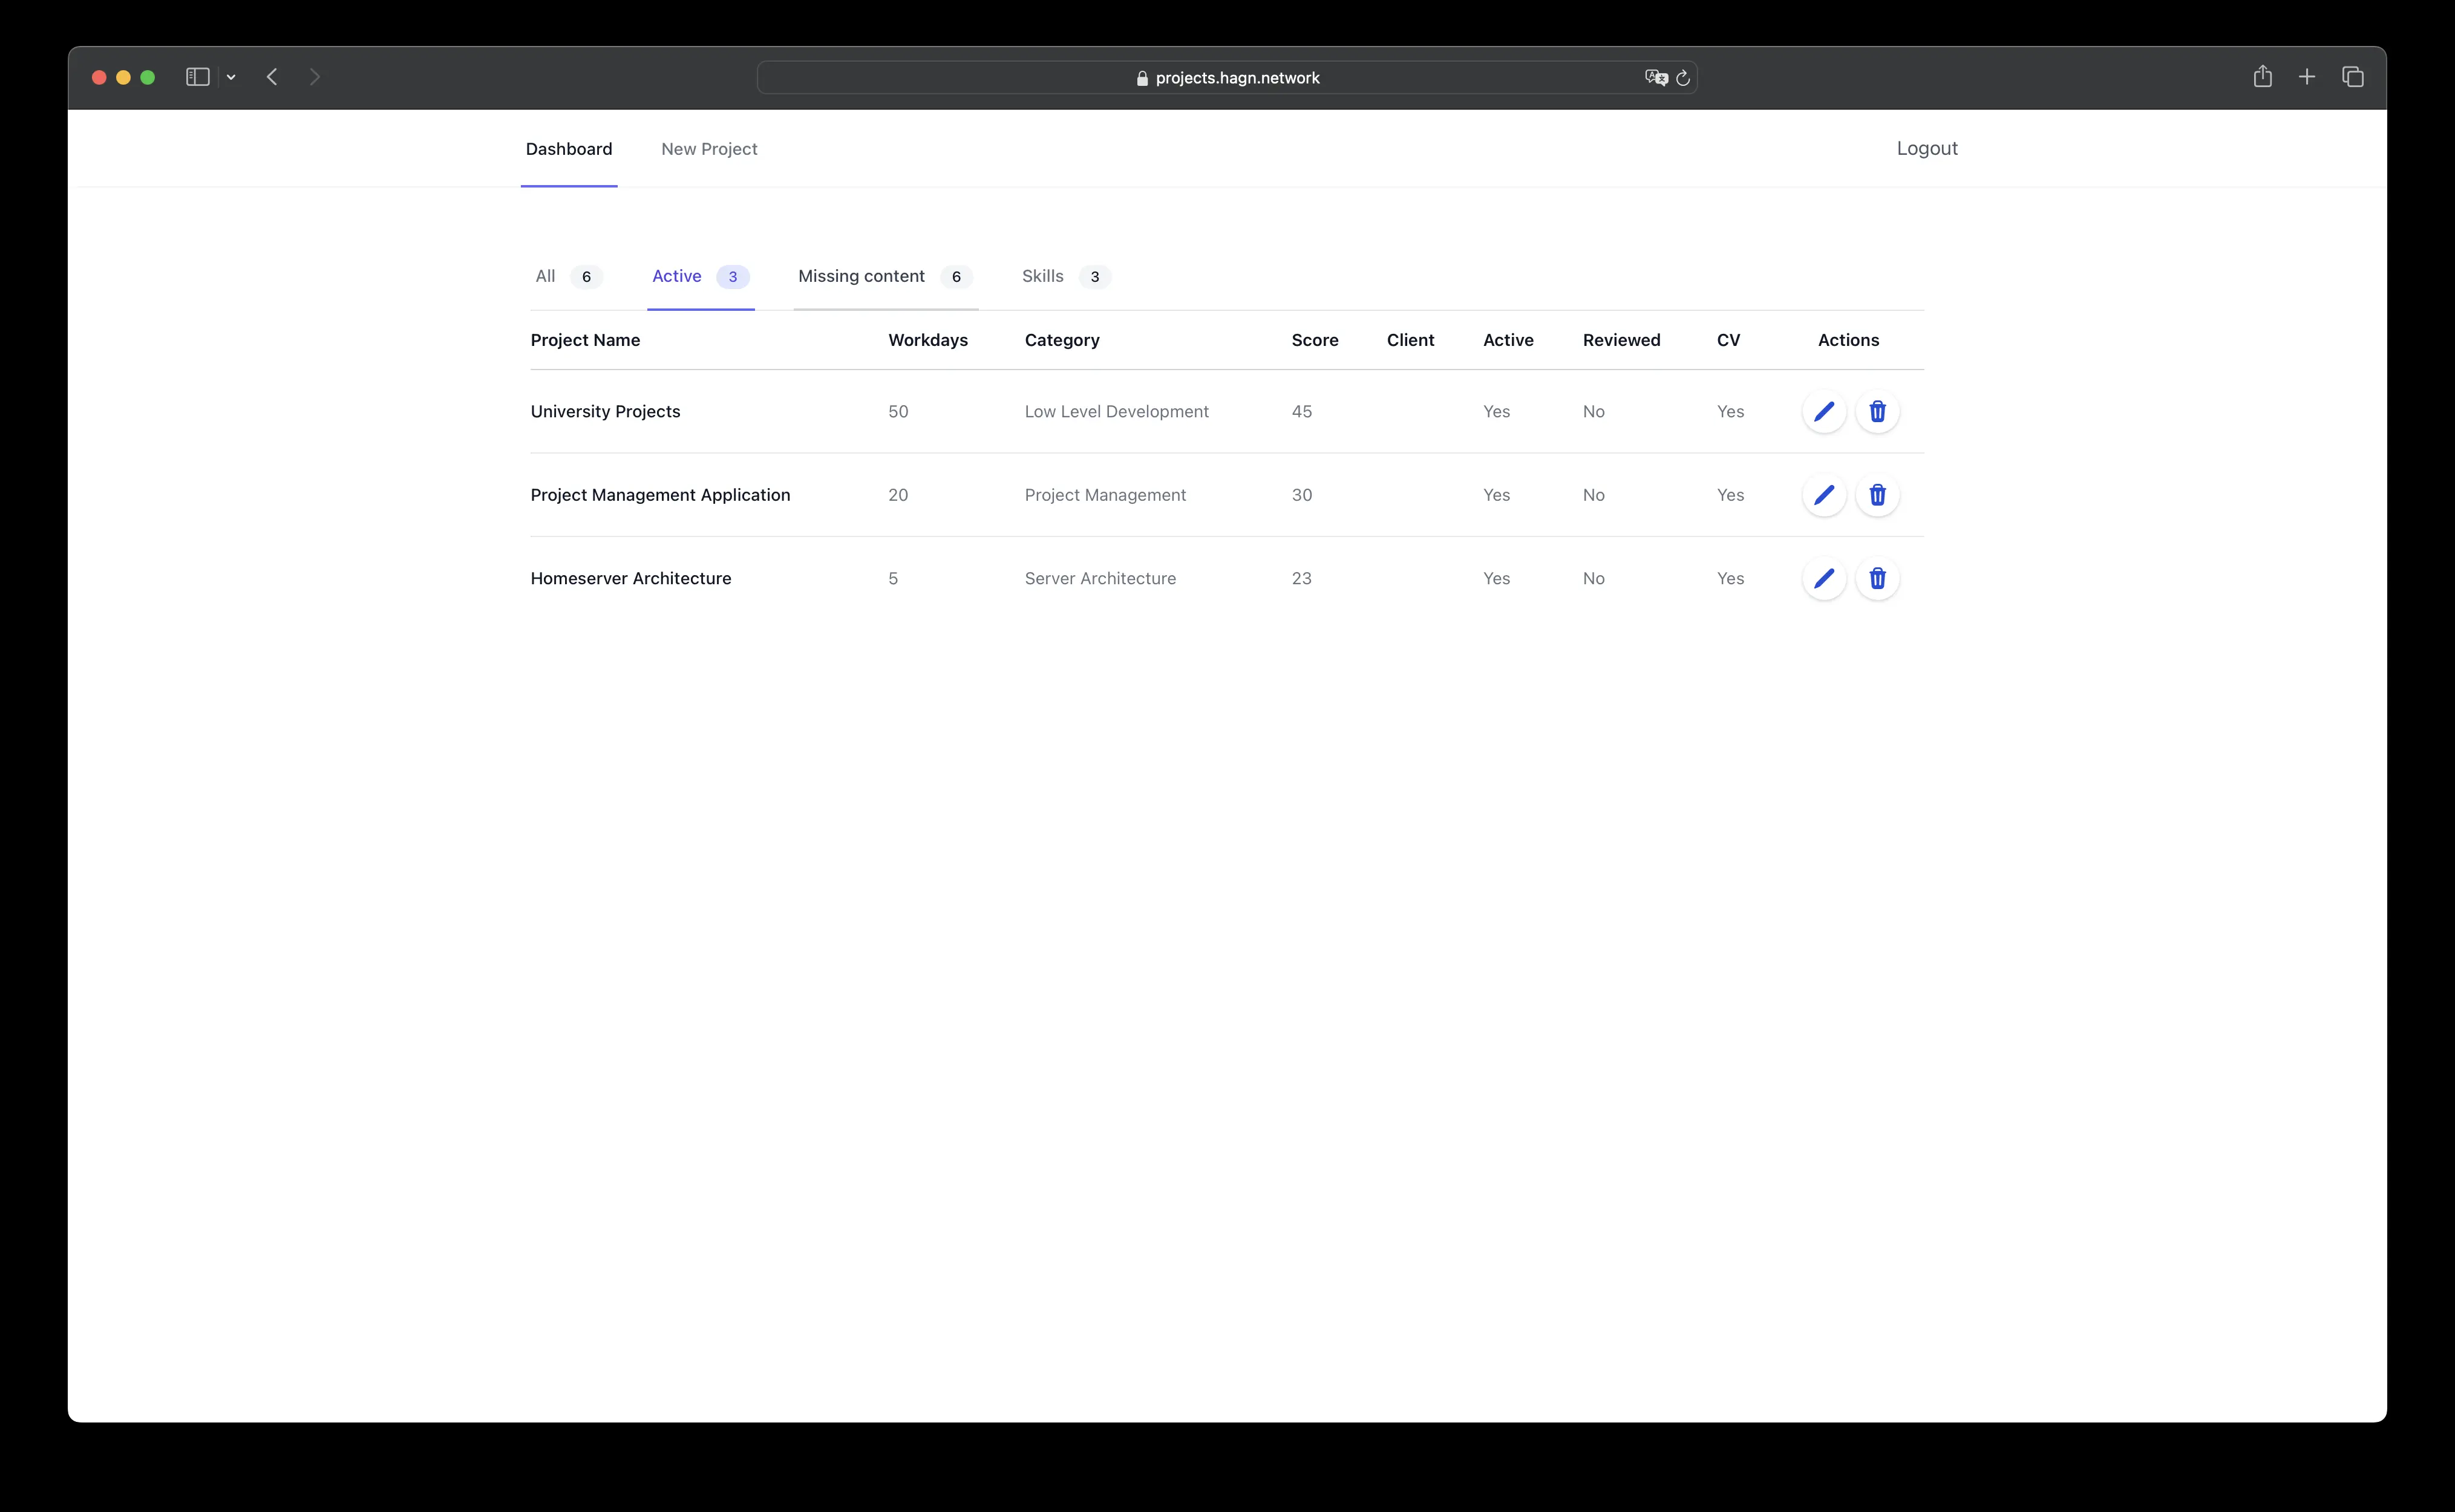 projects.hagn.network
Dashboard New Project Logout
All 6 Active 3 Missing content 6 Skills 3
Project Name Workdays Category Score Client Active Reviewed CV Actions
University Projects 50 Low Level Development 45 Yes No Yes
Project Management Application 20 Project Management 30 Yes No Yes
Homeserver Architecture 5 Server Architecture 23 Yes No Yes